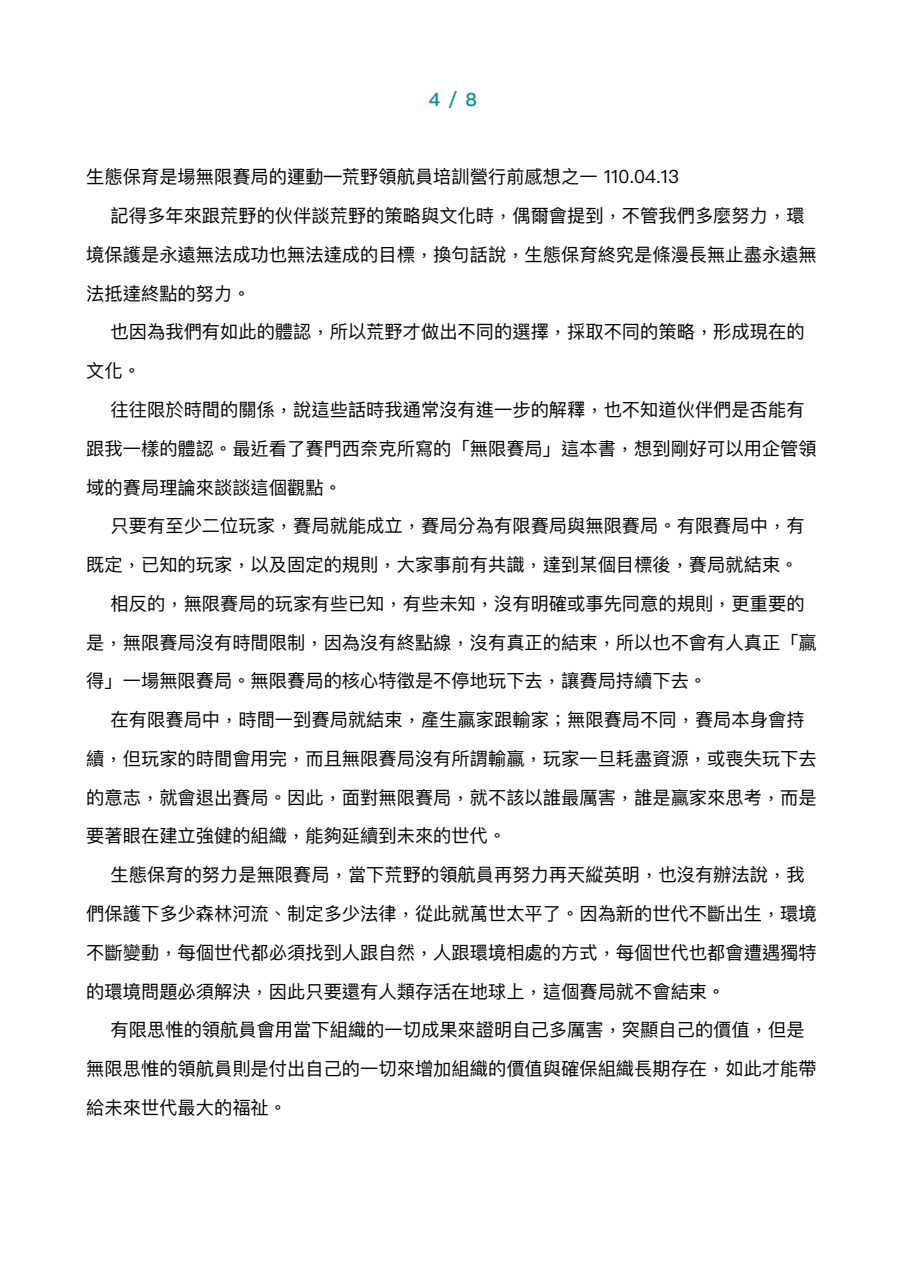 4 / 8
生態保育是場無限賽局的運動—荒野領航員培訓營行前感想之一 110.04.13
記得多年來跟荒野的伙伴談荒野的策略與文化時，偶爾會提到，不管我們多麼努力，環
境保護是永遠無法成功也無法達成的目標，換句話說，生態保育終究是條漫長無止盡永遠無
法抵達終點的努力。
也因為我們有如此的體認，所以荒野才做出不同的選擇，採取不同的策略，形成現在的
文化。
往往限於時間的關係，說這些話時我通常沒有進一步的解釋，也不知道伙伴們是否能有
跟我一樣的體認。最近看了賽門西奈克所寫的「無限賽局」這本書，想到剛好可以用企管領
域的賽局理論來談談這個觀點。
只要有至少二位玩家，賽局就能成立，賽局分為有限賽局與無限賽局。有限賽局中，有
既定，已知的玩家，以及固定的規則，大家事前有共識，達到某個目標後，賽局就結束。
相反的，無限賽局的玩家有些已知，有些未知，沒有明確或事先同意的規則，更重要的
是，無限賽局沒有時間限制，因為沒有終點線，沒有真正的結束，所以也不會有人真正「贏
得」一場無限賽局。無限賽局的核心特徵是不停地玩下去，讓賽局持續下去。
在有限賽局中，時間一到賽局就結束，產生贏家跟輸家；無限賽局不同，賽局本身會持
續，但玩家的時間會用完，而且無限賽局沒有所謂輸贏，玩家一旦耗盡資源，或喪失玩下去
的意志，就會退出賽局。因此，面對無限賽局，就不該以誰最厲害，誰是贏家來思考，而是
要著眼在建立強健的組織，能夠延續到未來的世代。
生態保育的努力是無限賽局，當下荒野的領航員再努力再天縱英明，也沒有辦法說，我
們保護下多少森林河流、制定多少法律，從此就萬世太平了。因為新的世代不斷出生，環境
不斷變動，每個世代都必須找到人跟自然，人跟環境相處的方式，每個世代也都會遭遇獨特
的環境問題必須解決，因此只要還有人類存活在地球上，這個賽局就不會結束。
有限思惟的領航員會用當下組織的一切成果來證明自己多厲害，突顯自己的價值，但是
無限思惟的領航員則是付出自己的一切來增加組織的價值與確保組織長期存在，如此才能帶
給未來世代最大的福祉。